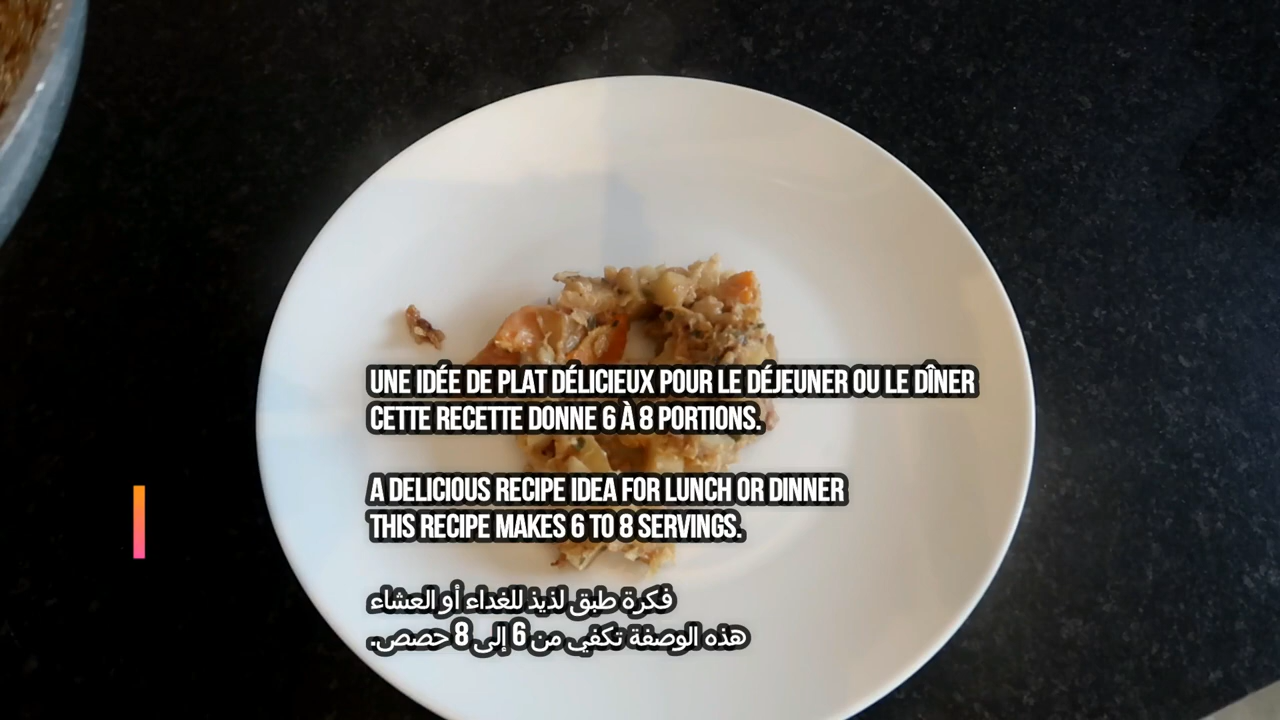 UNE IDÉE DE PLAT DÉLICIEUX POUR LE DÉJEUNER OU LE DÎNER
CETTE RECETTE DONNE 6 À 8 PORTIONS.
A DELICIOUS RECIPE IDEA FOR LUNCH OR DINNER
THIS RECIPE MAKES 6 TO 8 SERVINGS.
فكرة طبق لذيذ للغداء أو العشاء
هذه الوصفة تكفي من 6 إلى 8 حصص.